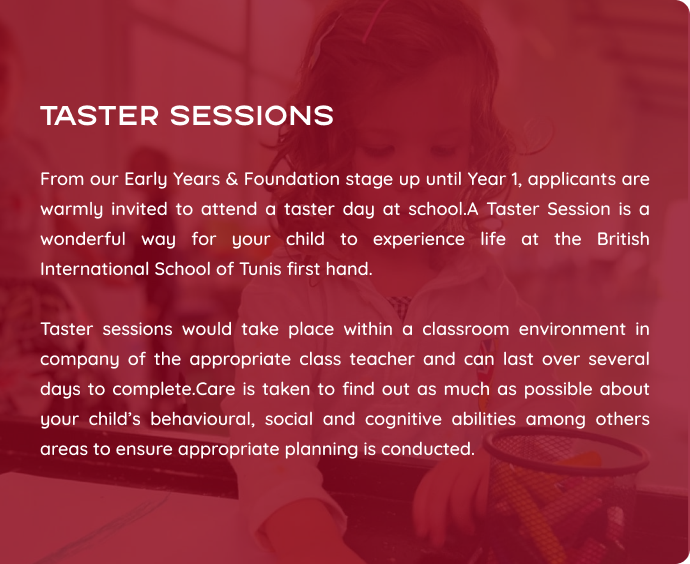 TASTER SESSIONS
From our Early Years & Foundation stage up until Year 1, applicants are
warmly invited to attend a taster day at school.A Taster Session is a
wonderful way for your child to experience life at the British
International School of Tunis first hand.
Taster sessions would take place within a classroom environment in
company of the appropriate class teacher and can last over several
days to complete.Care is taken to find out as much as possible about
your child’s behavioural, social and cognitive abilities among others
areas to ensure appropriate planning is conducted.